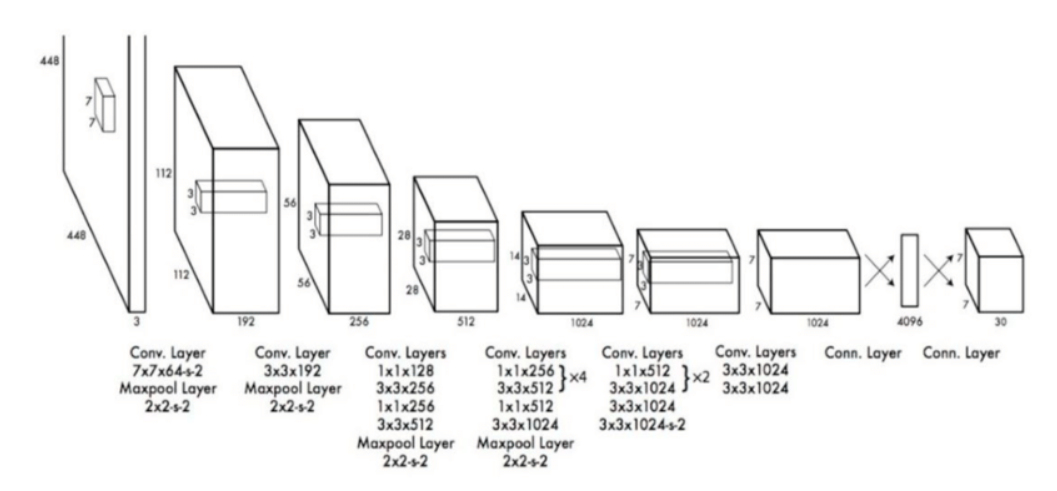 448
7
7
448
3
112
3
3
112
192
56
3
3
56
256
28
3
3
28
512
14
3
3
14
1024
7
3
3
7
1024
7
7
1024
4096
7
7
30
Conv. Layer
7x7x64-s-2
Maxpool Layer
2x2-s-2
Conv. Layer
3x3x192
Maxpool Layer
2x2-s-2
Conv. Layers
1x1x128
3x3x256
1x1x256
3x3x512
Maxpool Layer
2x2-s-2
Conv. Layers
1x1x256
3x3x512 }×4
1x1x512
3x3x1024
Maxpool Layer
2x2-s-2
Conv. Layers
1x1x512
3x3x1024 }×2
3x3x1024
3x3x1024-s-2
Conv. Layers
3x3x1024
3x3x1024
Conn. Layer
Conn. Layer